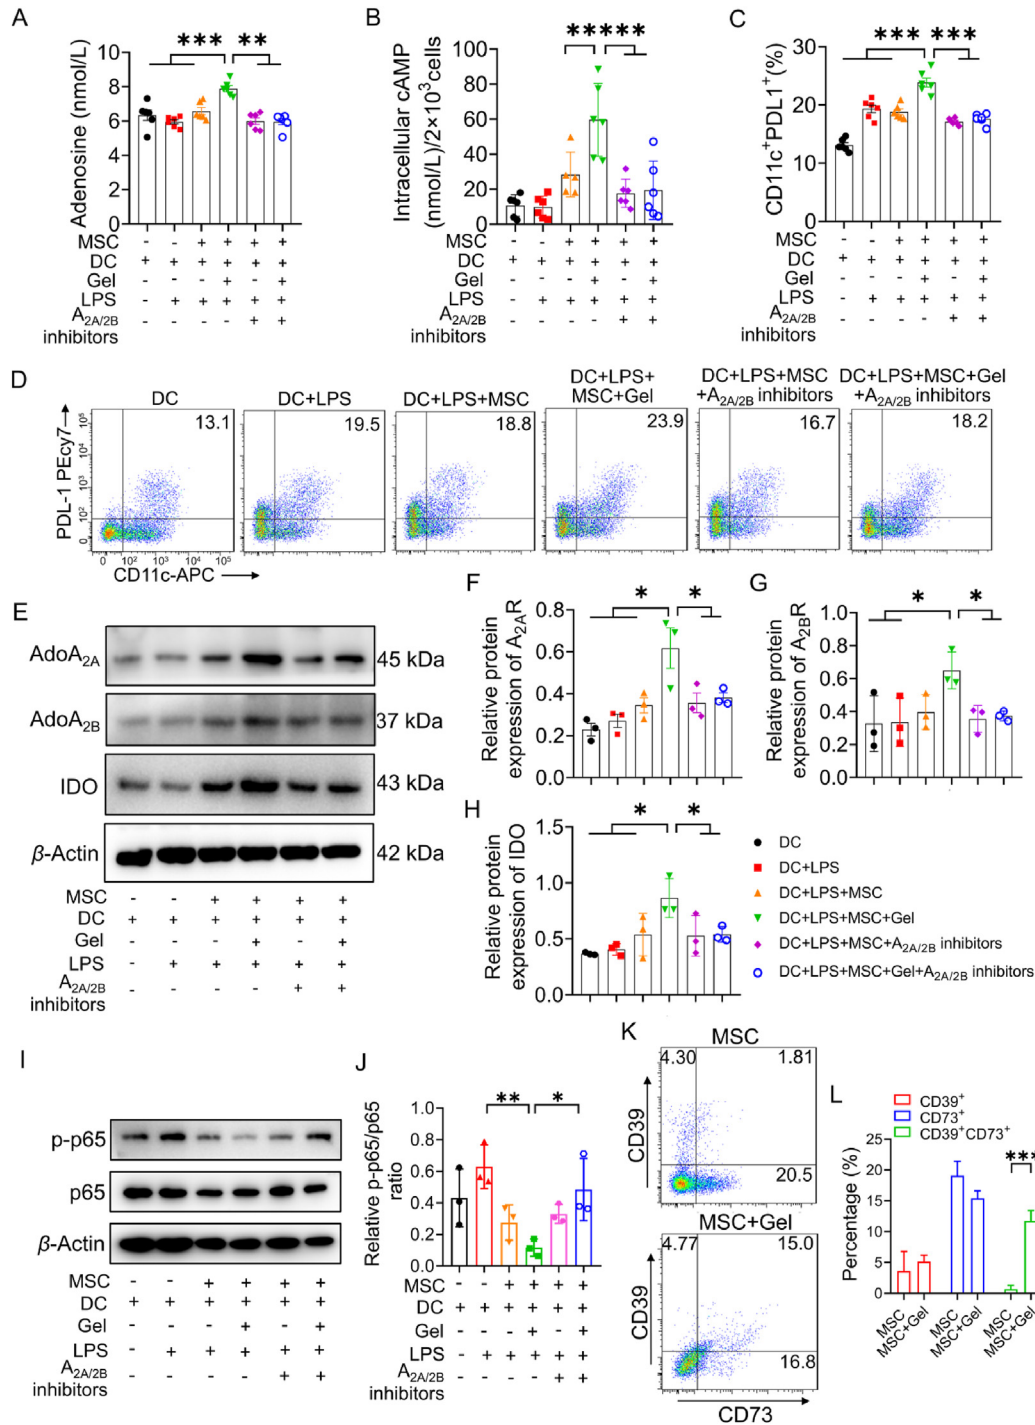 A
Adenosine (nmol/L)
10
8
6
4
2
0
*** **
MSC - - + + + +
DC + + + + + +
Gel - - - + - +
LPS - + + + + +
A2A/2B inhibitors - - - - + +
B
Intracellular cAMP
(nmol/L)/2×10³cells
100
80
60
40
20
0
** ***
MSC - - + + + +
DC + + + + + +
Gel - - - + - +
LPS - + + + + +
A2A/2B inhibitors - - - - + +
C
CD11c+PDL1+(%)
30
20
10
0
*** ***
MSC - - + + + +
DC + + + + + +
Gel - - - + - +
LPS - + + + + +
A2A/2B inhibitors - - - - + +
D
DC
DC+LPS
DC+LPS+MSC
DC+LPS+
MSC+Gel
DC+LPS+MSC
+A2A/2B inhibitors
DC+LPS+MSC+Gel
+A2A/2B inhibitors
13.1 19.5 18.8 23.9 16.7 18.2
PDL-1 PEcy7
10⁵
10⁴
10³
10²
0
0 10² 10³ 10⁴ 10⁵
CD11c-APC
E
AdoA2A 45 kDa
AdoA2B 37 kDa
IDO 43 kDa
β-Actin 42 kDa
MSC - - + + + +
DC + + + + + +
Gel - - - + - +
LPS - + + + + +
A2A/2B inhibitors - - - - + +
F
Relative protein
expression of A2AR
0.8
0.6
0.4
0.2
0.0
* *
G
Relative protein
expression of A2BR
1.0
0.8
0.6
0.4
0.2
0.0
* *
H
Relative protein
expression of IDO
1.5
1.0
0.5
0.0
* *
DC
DC+LPS
DC+LPS+MSC
DC+LPS+MSC+Gel
DC+LPS+MSC+A2A/2B inhibitors
DC+LPS+MSC+Gel+A2A/2B inhibitors
I
p-p65
p65
β-Actin
MSC - - + + + +
DC + + + + + +
Gel - - - + - +
LPS - + + + + +
A2A/2B inhibitors - - - - + +
J
Relative p-p65/p65
ratio
1.0
0.8
0.6
0.4
0.2
0.0
** *
MSC - - + + + +
DC + + + + + +
Gel - - - + - +
LPS - + + + + +
A2A/2B inhibitors - - - - + +
K
MSC
4.30 1.81
20.5
CD39
MSC+Gel
4.77 15.0
16.8
CD39
CD73
L
CD39+
CD73+
CD39+CD73+
Percentage (%)
25
20
15
10
5
0
***
MSC
MSC+Gel
MSC
MSC+Gel
MSC
MSC+Gel